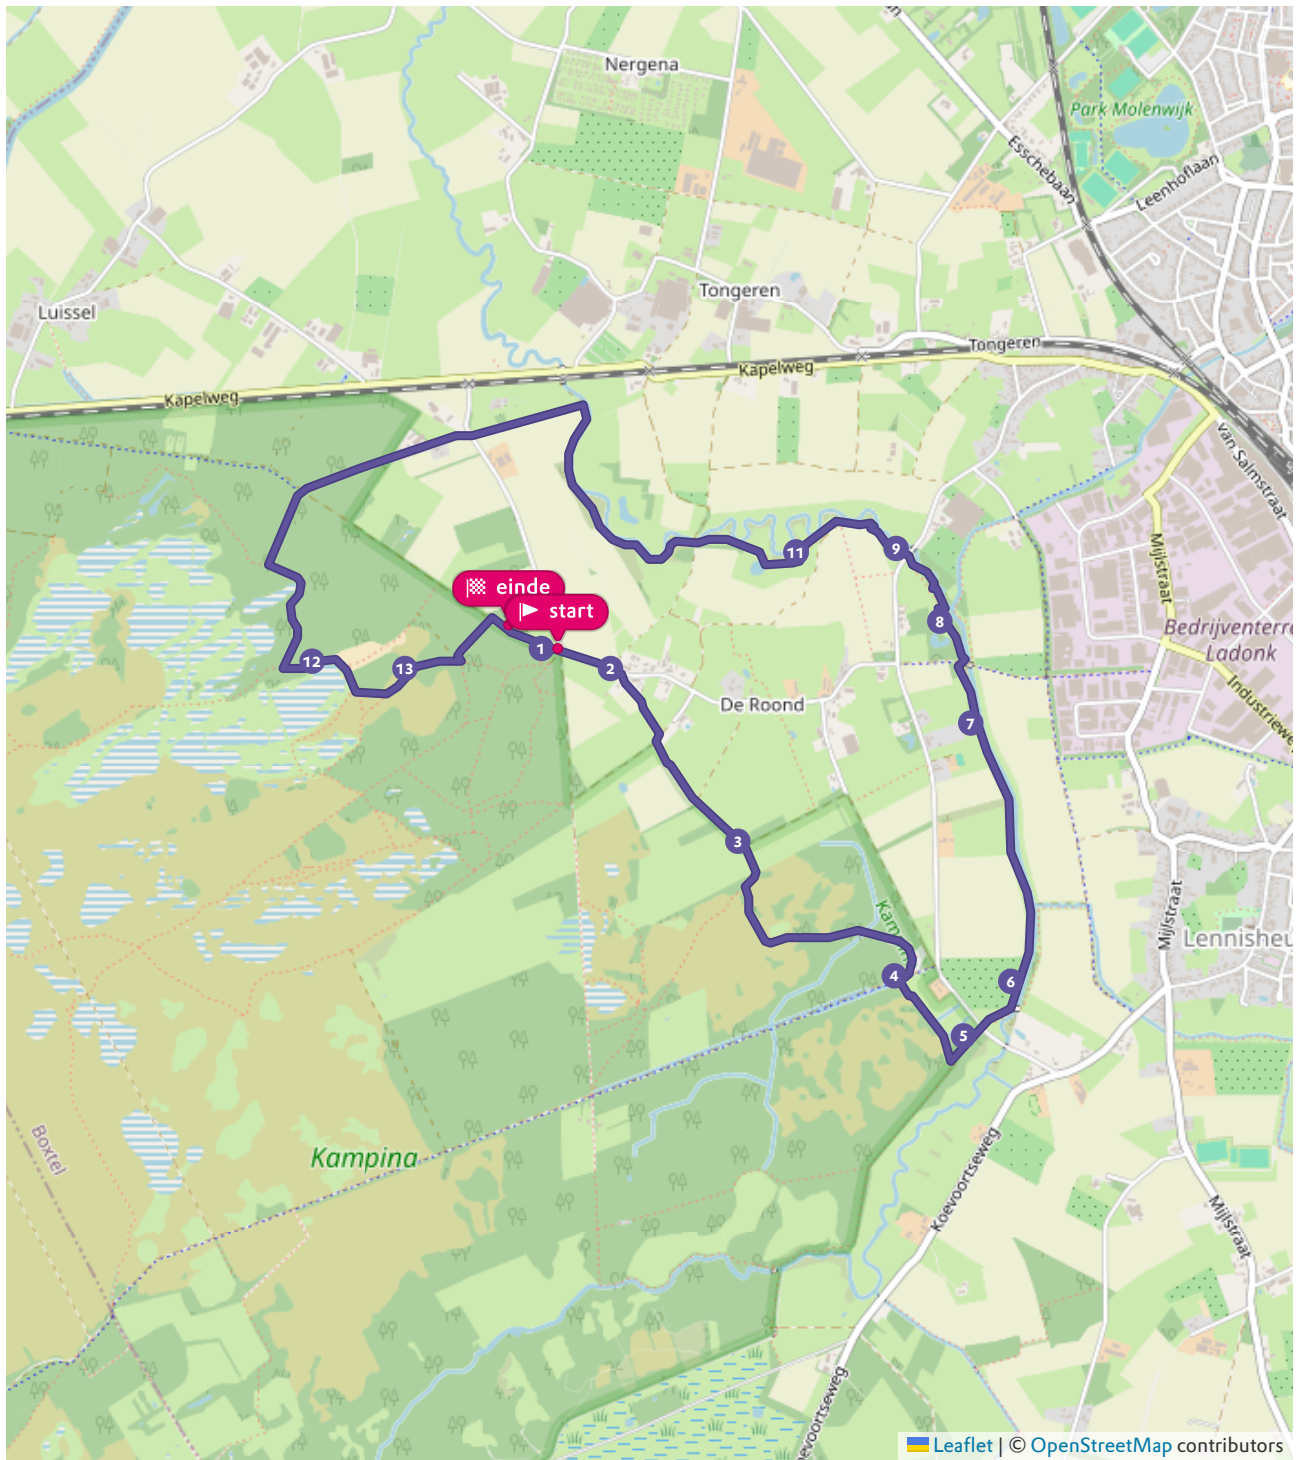 Nergena
Park Molenwijk
Esschebaan
Leenhoflaan
Tongeren
Luissel
Tongeren
Kapelweg
Kapelweg
van Salmstraat
Mijlstraat
9
11
einde
start
8
Bedrijventerre
Ladonk
1
2
12
13
Industriewe
De Roond
7
3
Kam
Mijlstraat
Lennisheu
4
6
5
Boxtel
Kampina
Koevoortseweg
Mijlstraat
oevoortseweg
Leaflet | © OpenStreetMap contributors